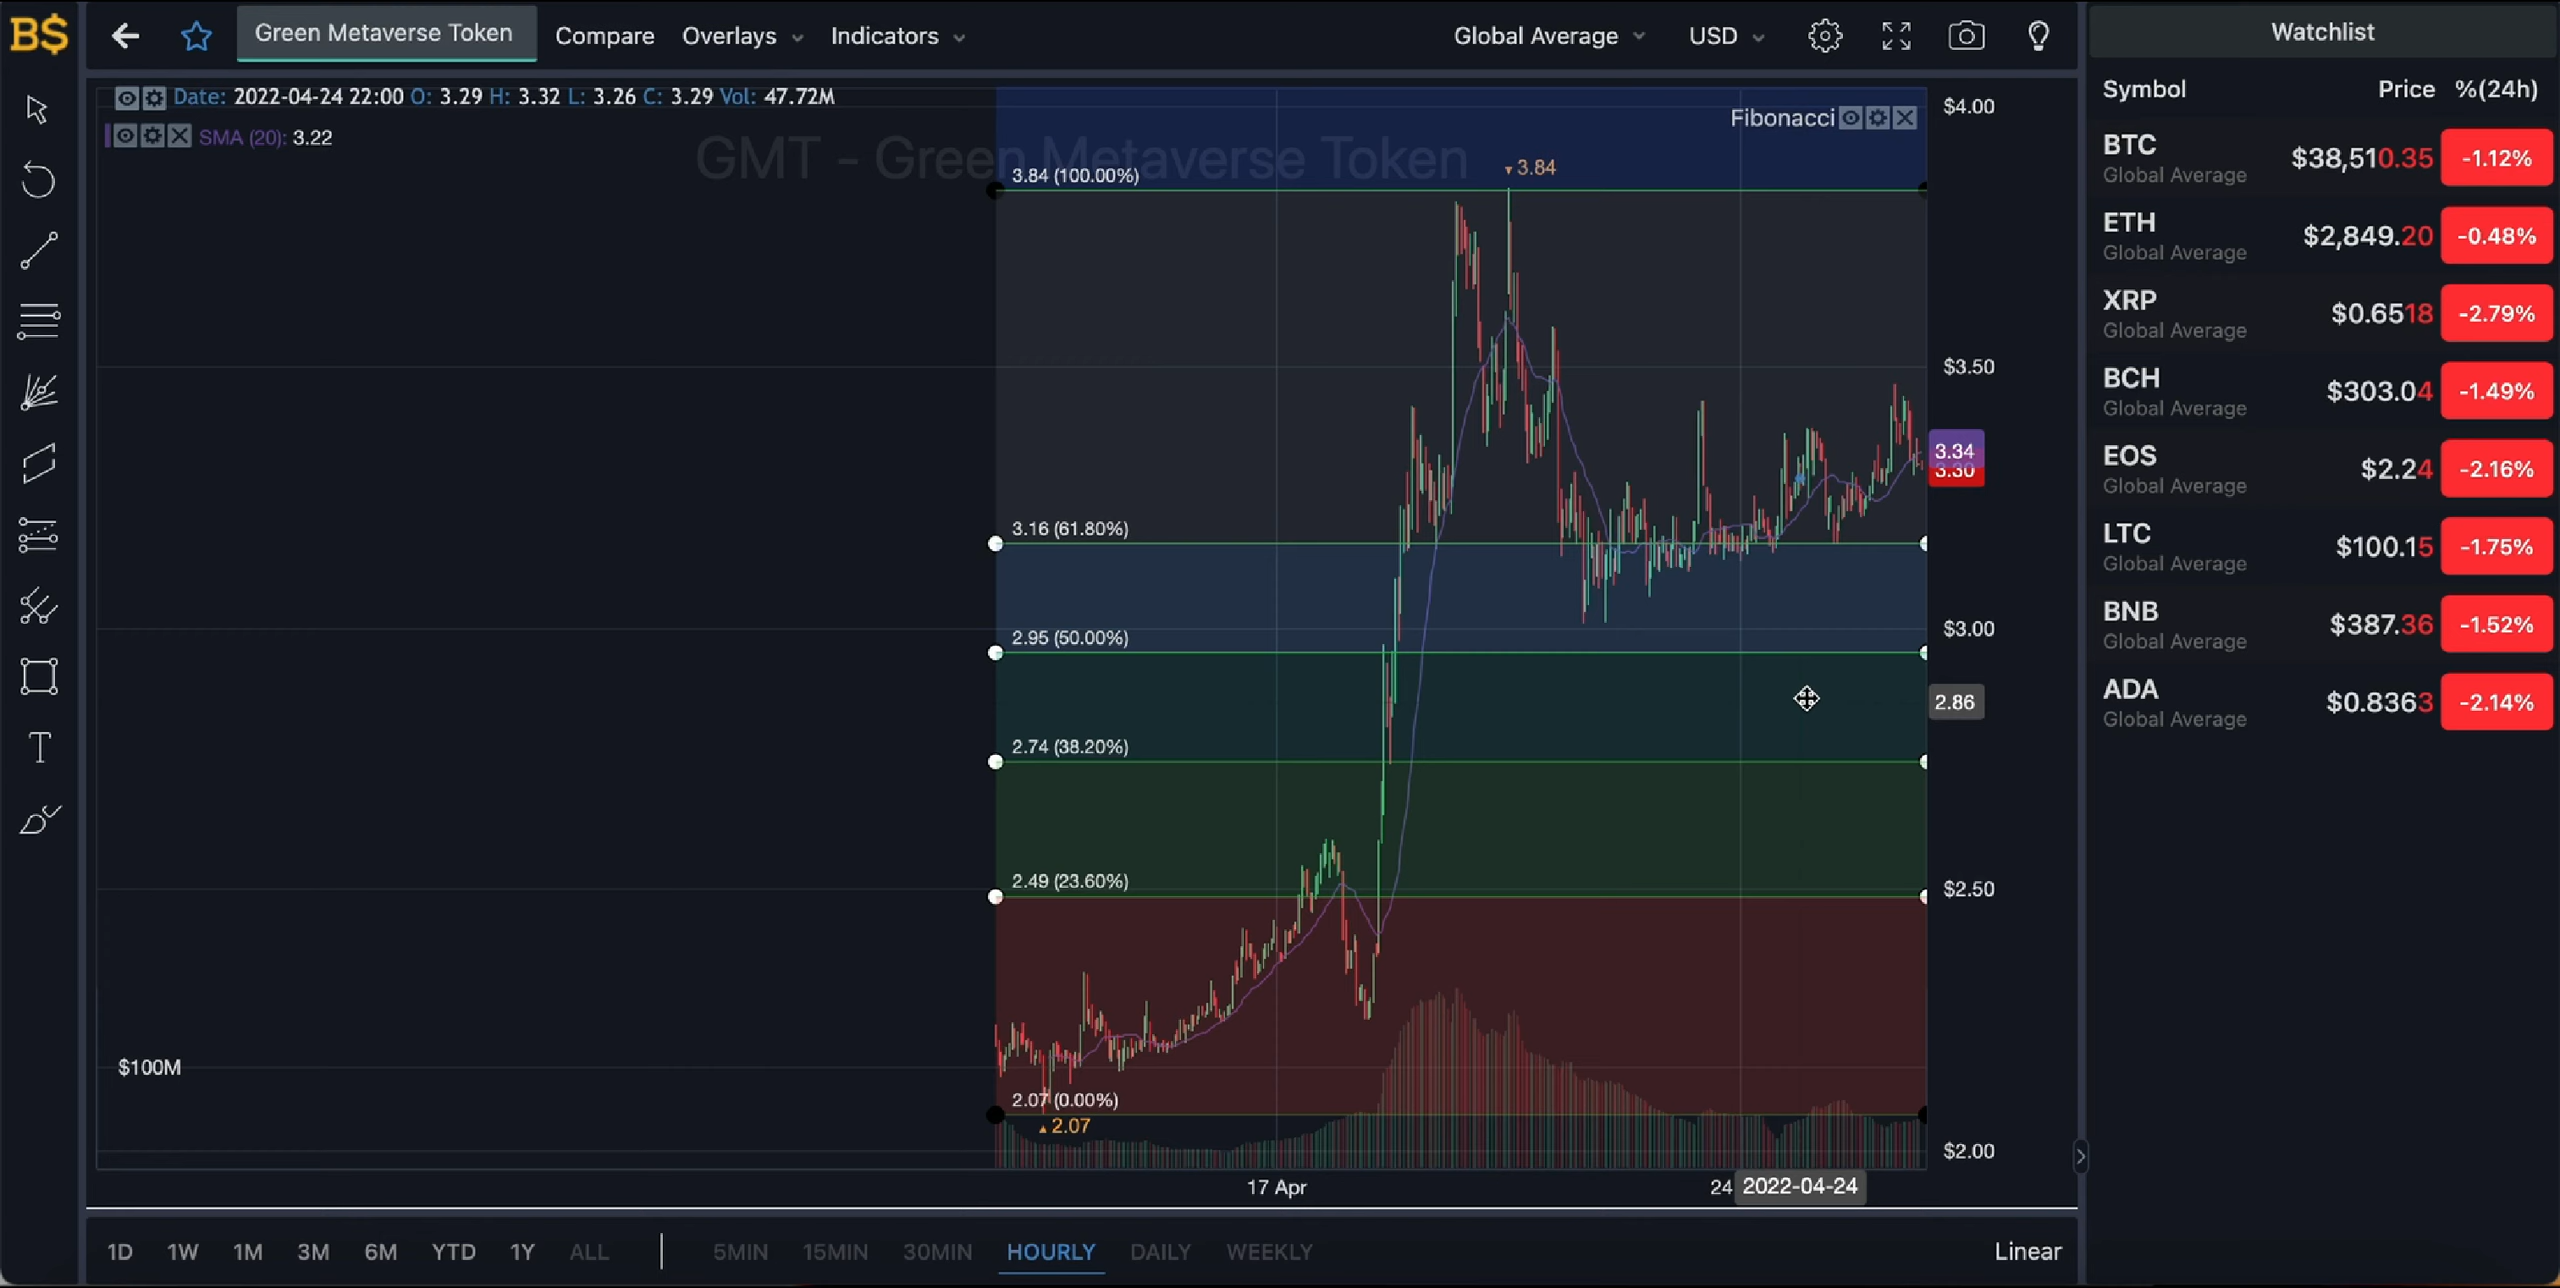 B$
Green Metaverse Token
Compare
Overlays
Indicators
Global Average
USD
Watchlist
Date: 2022-04-24 22:00 O: 3.29 H: 3.32 L: 3.26 C: 3.29 Vol: 47.72M
SMA (20): 3.22
Fibonacci
GMT - Green Metaverse Token
3.84 (100.00%)
▾3.84
3.16 (61.80%)
2.95 (50.00%)
2.74 (38.20%)
2.49 (23.60%)
2.07 (0.00%)
▴2.07
$100M
$4.00
$3.50
3.34
3.30
$3.00
2.86
$2.50
$2.00
17 Apr
24
2022-04-24
1D 1W 1M 3M 6M YTD 1Y ALL
5MIN 15MIN 30MIN HOURLY DAILY WEEKLY
Linear
Symbol Price %(24h)
BTC $38,510.35 -1.12%
Global Average
ETH $2,849.20 -0.48%
Global Average
XRP $0.6518 -2.79%
Global Average
BCH $303.04 -1.49%
Global Average
EOS $2.24 -2.16%
Global Average
LTC $100.15 -1.75%
Global Average
BNB $387.36 -1.52%
Global Average
ADA $0.8363 -2.14%
Global Average